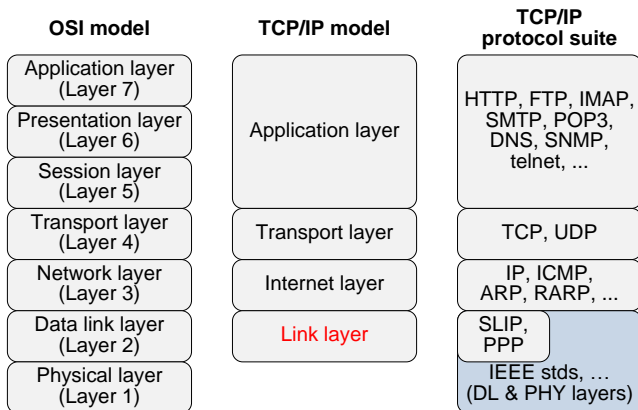 OSI model
TCP/IP model
TCP/IP
protocol suite
Application layer
(Layer 7)
Presentation layer
(Layer 6)
Session layer
(Layer 5)
Transport layer
(Layer 4)
Network layer
(Layer 3)
Data link layer
(Layer 2)
Physical layer
(Layer 1)
Application layer
Transport layer
Internet layer
Link layer
HTTP, FTP, IMAP,
SMTP, POP3,
DNS, SNMP,
telnet, ...
TCP, UDP
IP, ICMP,
ARP, RARP, ...
SLIP,
PPP
IEEE stds, …
(DL & PHY layers)